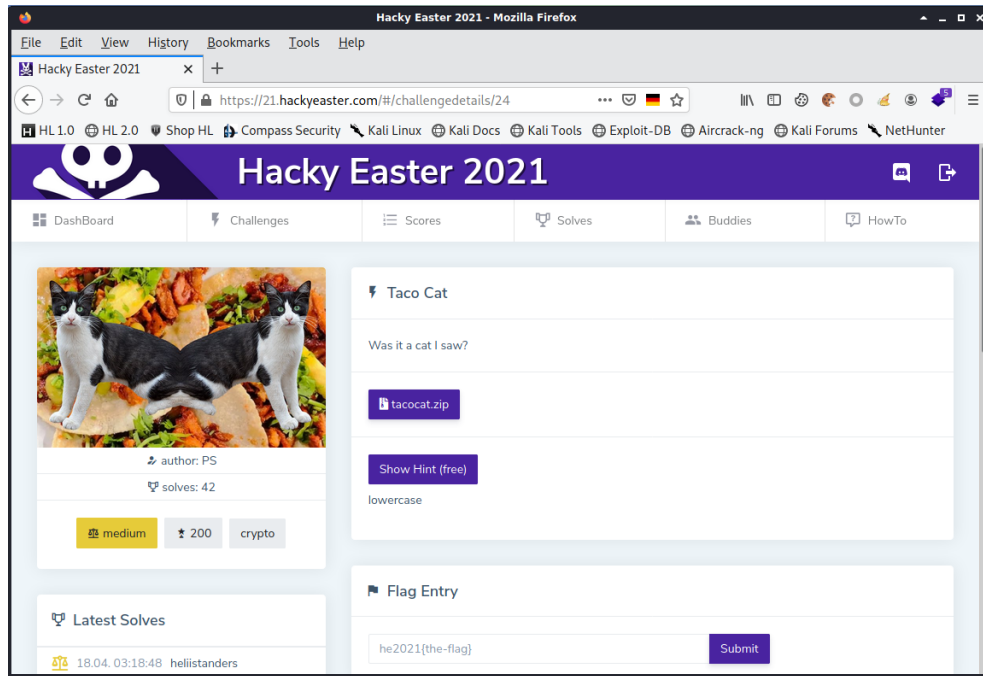 Hacky Easter 2021 - Mozilla Firefox
File Edit View History Bookmarks Tools Help
Hacky Easter 2021
https://21.hackyeaster.com/#/challengedetails/24
5
HL 1.0 HL 2.0 Shop HL Compass Security Kali Linux Kali Docs Kali Tools Exploit-DB Aircrack-ng Kali Forums NetHunter
Hacky Easter 2021
DashBoard Challenges Scores Solves Buddies HowTo
Taco Cat
Was it a cat I saw?
tacocat.zip
Show Hint (free)
lowercase
author: PS
solves: 42
medium 200 crypto
Flag Entry
he2021{the-flag} Submit
Latest Solves
18.04. 03:18:48 heliistanders